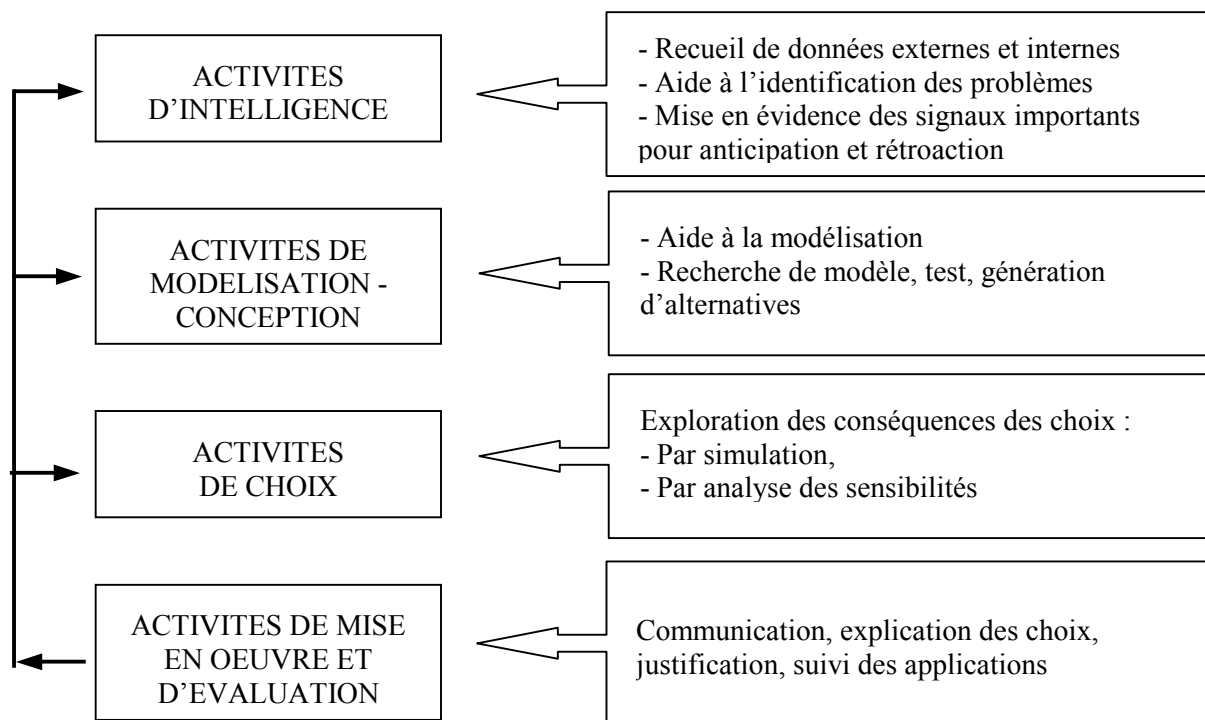 ACTIVITES
D’INTELLIGENCE
- Recueil de données externes et internes
- Aide à l’identification des problèmes
- Mise en évidence des signaux importants
pour anticipation et rétroaction
ACTIVITES DE
MODELISATION -
CONCEPTION
- Aide à la modélisation
- Recherche de modèle, test, génération
d’alternatives
ACTIVITES
DE CHOIX
Exploration des conséquences des choix :
- Par simulation,
- Par analyse des sensibilités
ACTIVITES DE MISE
EN OEUVRE ET
D’EVALUATION
Communication, explication des choix,
justification, suivi des applications